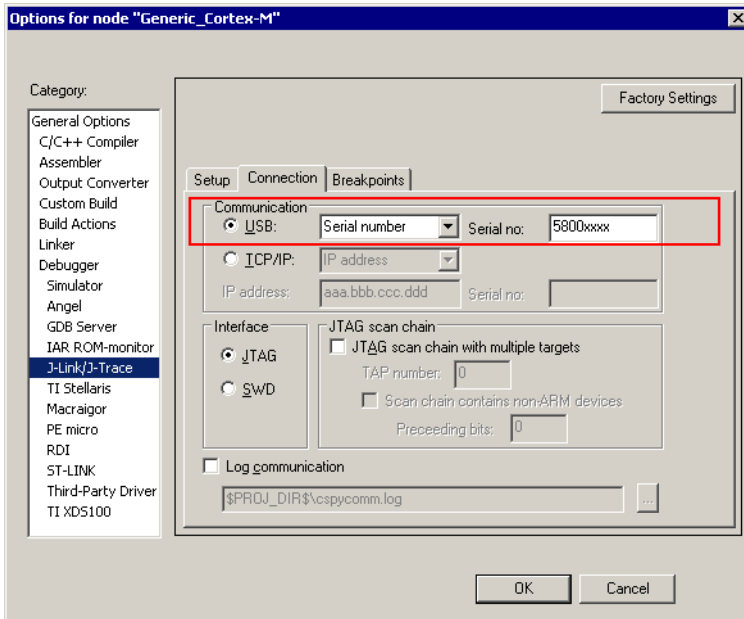 Options for node "Generic_Cortex-M"
Category:
Factory Settings
General Options
C/C++ Compiler
Assembler
Output Converter
Custom Build
Build Actions
Linker
Debugger
Simulator
Angel
GDB Server
IAR ROM-monitor
J-Link/J-Trace
TI Stellaris
Macraigor
PE micro
RDI
ST-LINK
Third-Party Driver
TI XDS100
Setup Connection Breakpoints
Communication
USB: Serial number Serial no: 5800xxxx
TCP/IP: IP address
IP address: aaa.bbb.ccc.ddd Serial no:
Interface
JTAG
SWD
JTAG scan chain
JTAG scan chain with multiple targets
TAP number: 0
Scan chain contains non-ARM devices
Preceeding bits: 0
Log communication
$PROJ_DIR$\cspycomm.log ...
OK Cancel